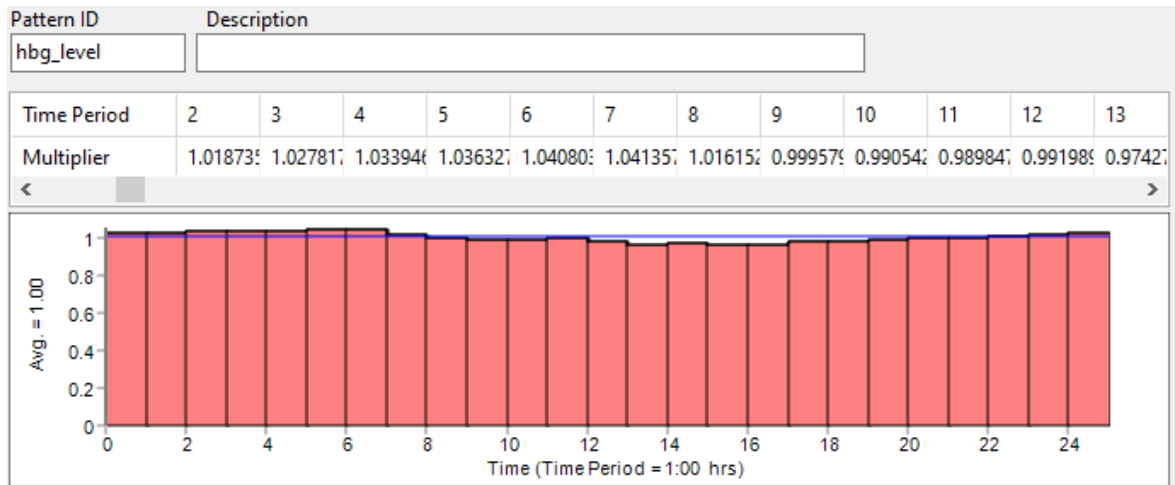 Pattern ID Description
hbg_level
Time Period 2 3 4 5 6 7 8 9 10 11 12 13
Multiplier 1.018735 1.027817 1.033946 1.036327 1.040803 1.041357 1.016152 0.999579 0.990542 0.989847 0.991989 0.97427
1
0.8
0.6
0.4
0.2
0
Avg. = 1.00
0 2 4 6 8 10 12 14 16 18 20 22 24
Time (Time Period = 1:00 hrs)